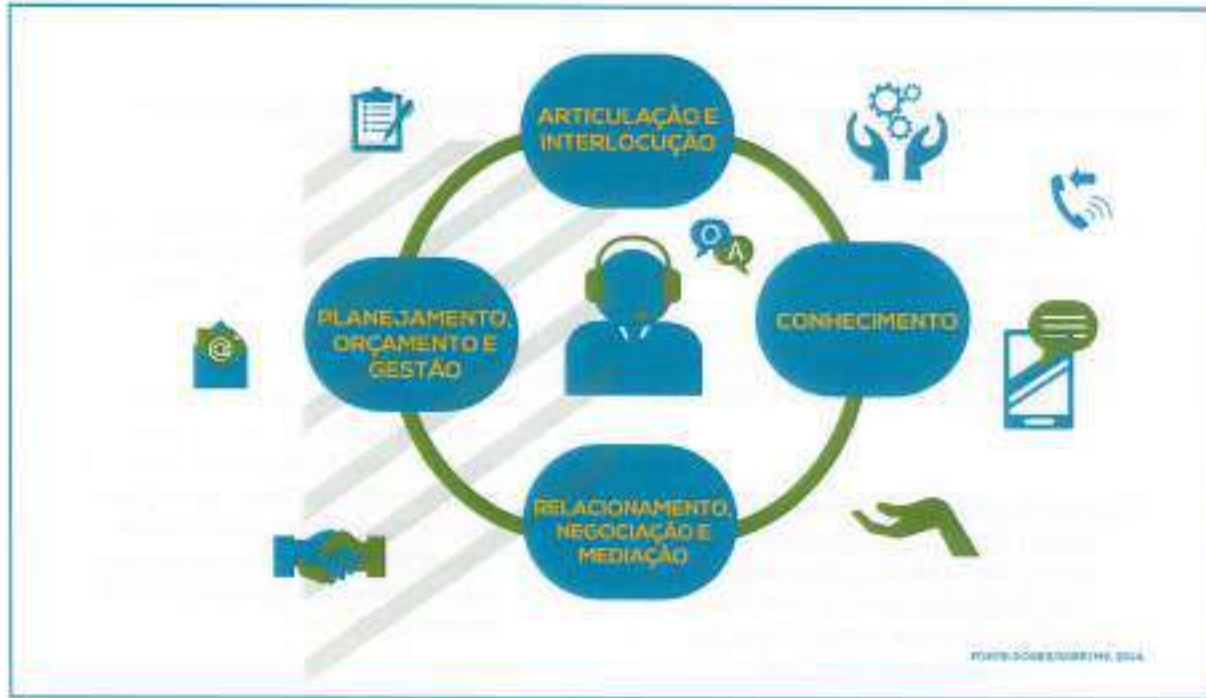 ARTICULAÇÃO E
INTERLOCUÇÃO
O
A
PLANEJAMENTO,
ORÇAMENTO E
GESTÃO
CONHECIMENTO
@
RELACIONAMENTO,
NEGOCIAÇÃO E
MEDIAÇÃO